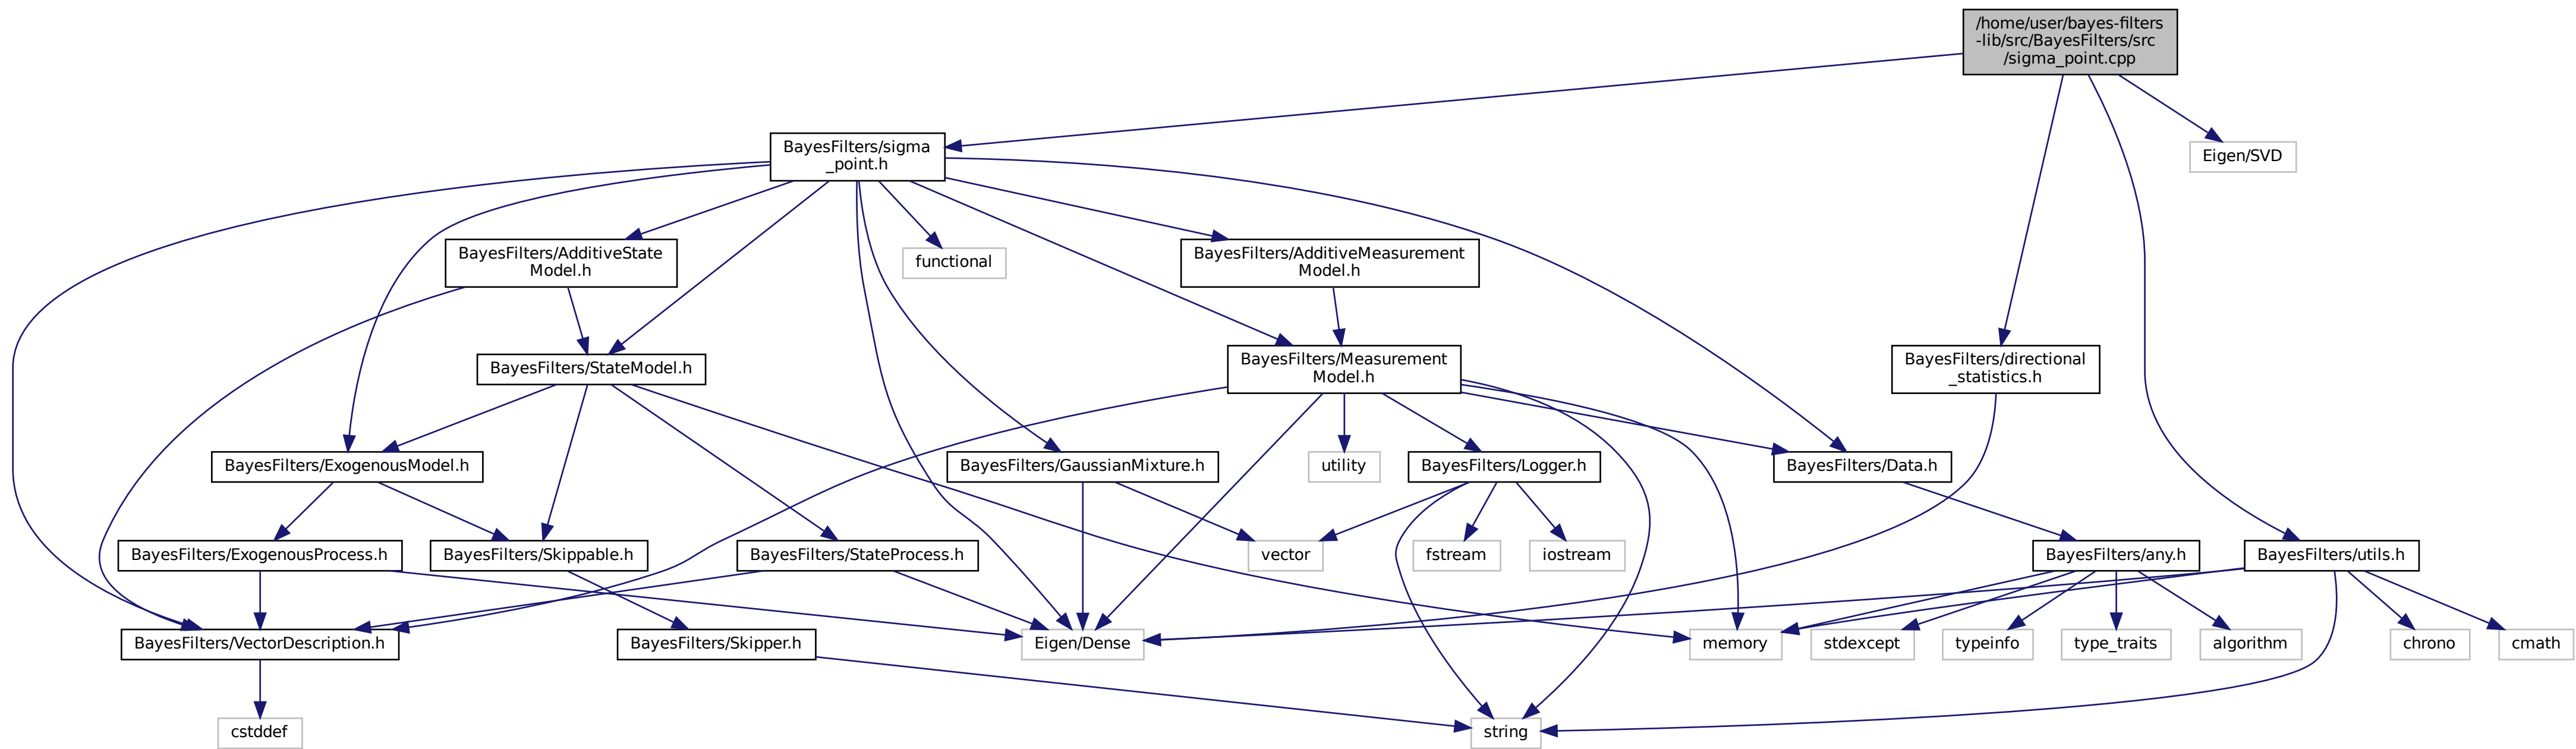 /home/user/bayes-filters
-lib/src/BayesFilters/src
/sigma_point.cpp
BayesFilters/sigma
_point.h
Eigen/SVD
BayesFilters/AdditiveState
Model.h
functional
BayesFilters/AdditiveMeasurement
Model.h
BayesFilters/StateModel.h
BayesFilters/Measurement
Model.h
BayesFilters/directional
_statistics.h
BayesFilters/ExogenousModel.h
BayesFilters/GaussianMixture.h
utility
BayesFilters/Logger.h
BayesFilters/Data.h
BayesFilters/ExogenousProcess.h
BayesFilters/Skippable.h
BayesFilters/StateProcess.h
vector
fstream
iostream
BayesFilters/any.h
BayesFilters/utils.h
BayesFilters/VectorDescription.h
BayesFilters/Skipper.h
Eigen/Dense
memory
stdexcept
typeinfo
type_traits
algorithm
chrono
cmath
cstddef
string